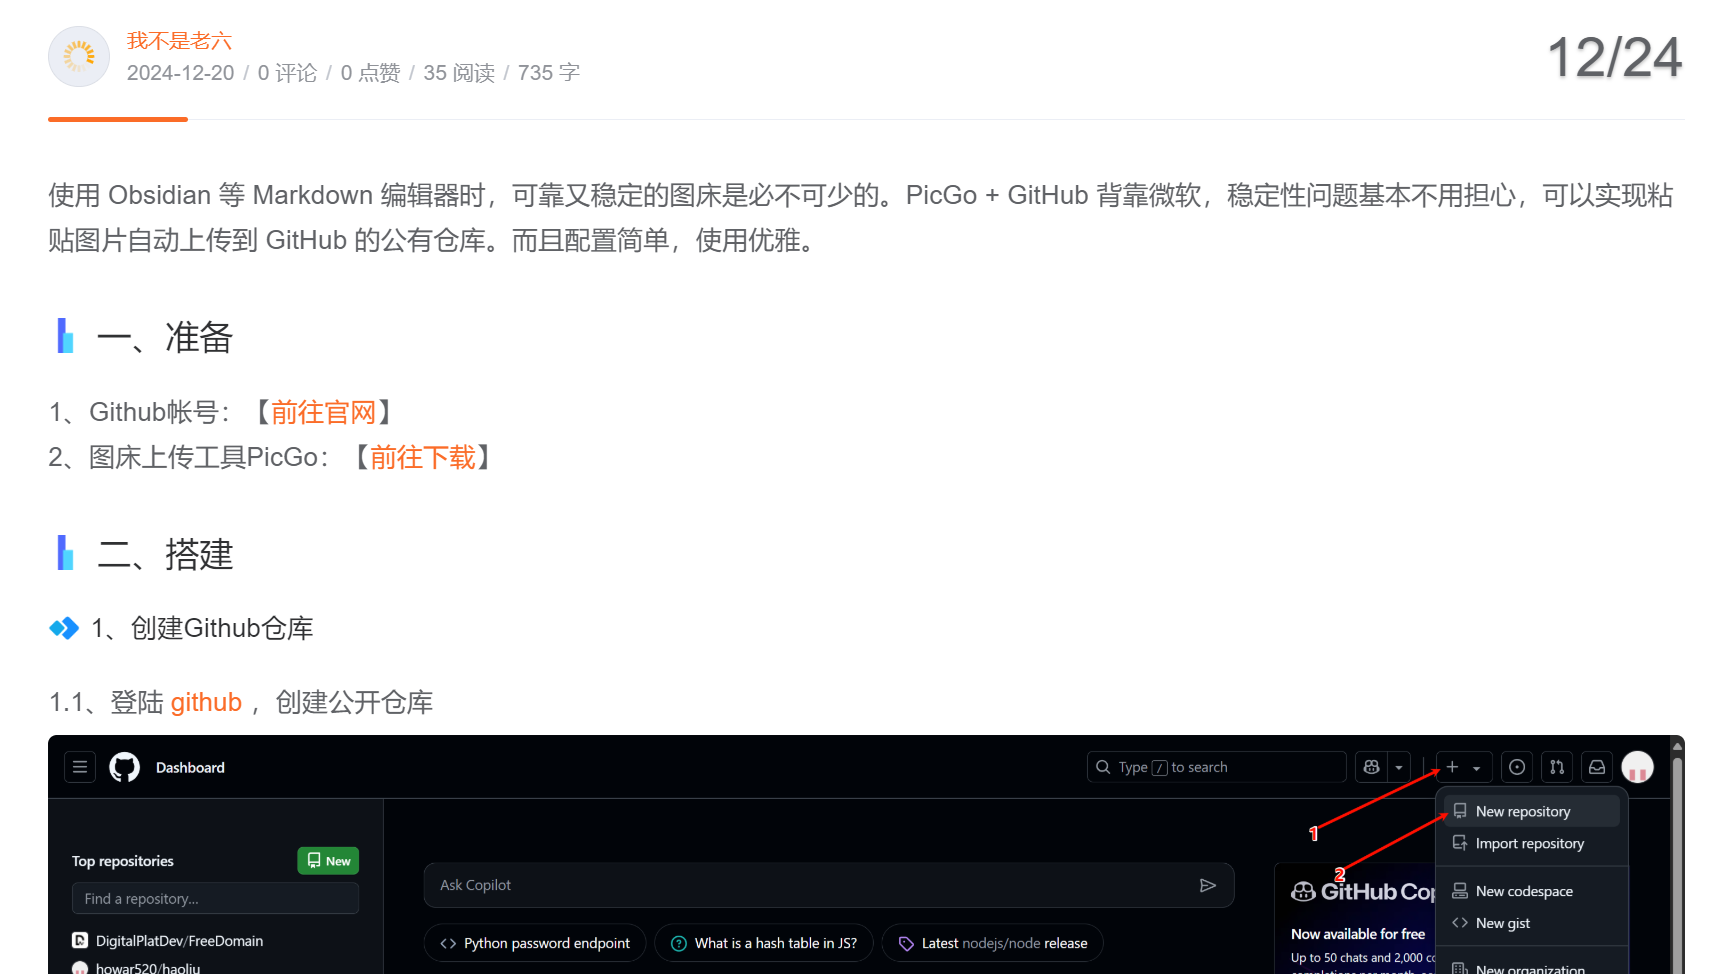 我不是老六
2024-12-20 / 0 评论 / 0 点赞 / 35 阅读 / 735 字
12/24
使用 Obsidian 等 Markdown 编辑器时，可靠又稳定的图床是必不可少的。PicGo + GitHub 背靠微软，稳定性问题基本不用担心，可以实现粘
贴图片自动上传到 GitHub 的公有仓库。而且配置简单，使用优雅。
一、准备
1、Github帐号：【前往官网】
2、图床上传工具PicGo：【前往下载】
二、搭建
1、创建Github仓库
1.1、登陆 github ，创建公开仓库
Dashboard
Type / to search
1
New repository
Import repository
Top repositories
New
2
Ask Copilot
GitHub Cop
New codespace
Find a repository...
New gist
Now available for free
DigitalPlatDev/FreeDomain
Python password endpoint
What is a hash table in JS?
Latest nodejs/node release
Up to 50 chats and 2,000
howar520/haoliu
New organization